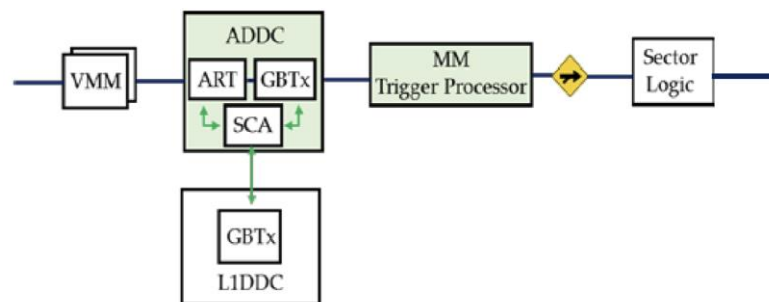 ADDC
MM
Trigger Processor
Sector
Logic
VMM
ART
GBTx
SCA
GBTx
L1DDC